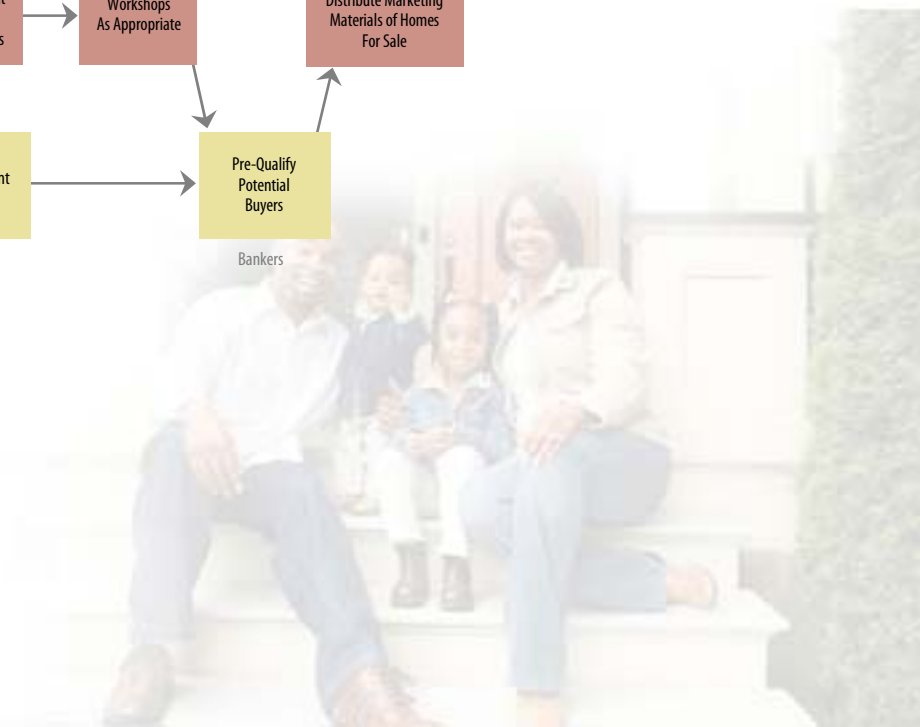 Workshops
As Appropriate
Distribute Marketing
Materials of Homes
For Sale
Pre-Qualify
Potential
Buyers
Bankers